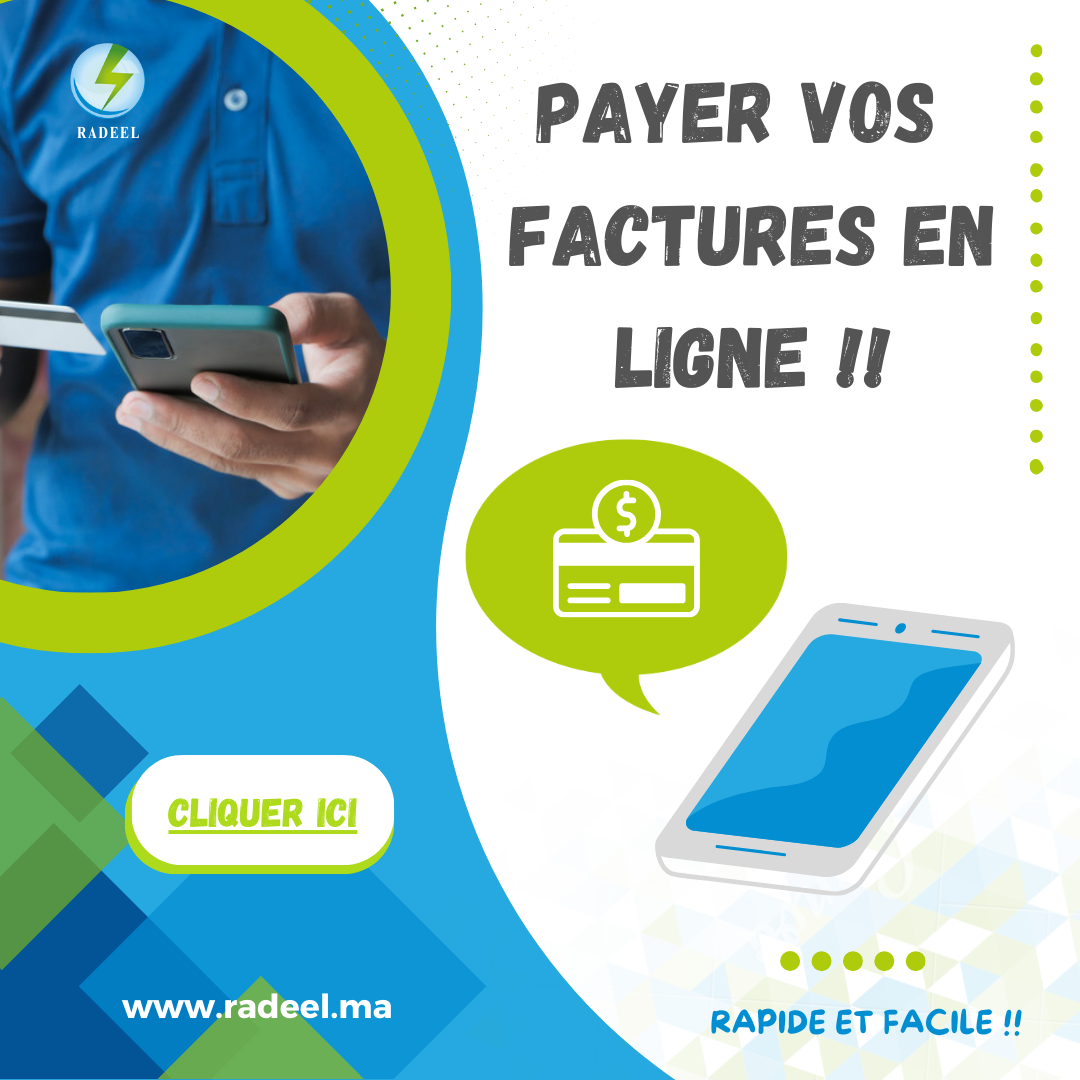 RADEEL
PAYER VOS
FACTURES EN
LIGNE !!
$
CLIQUER ICI
www.radeel.ma
RAPIDE ET FACILE !!